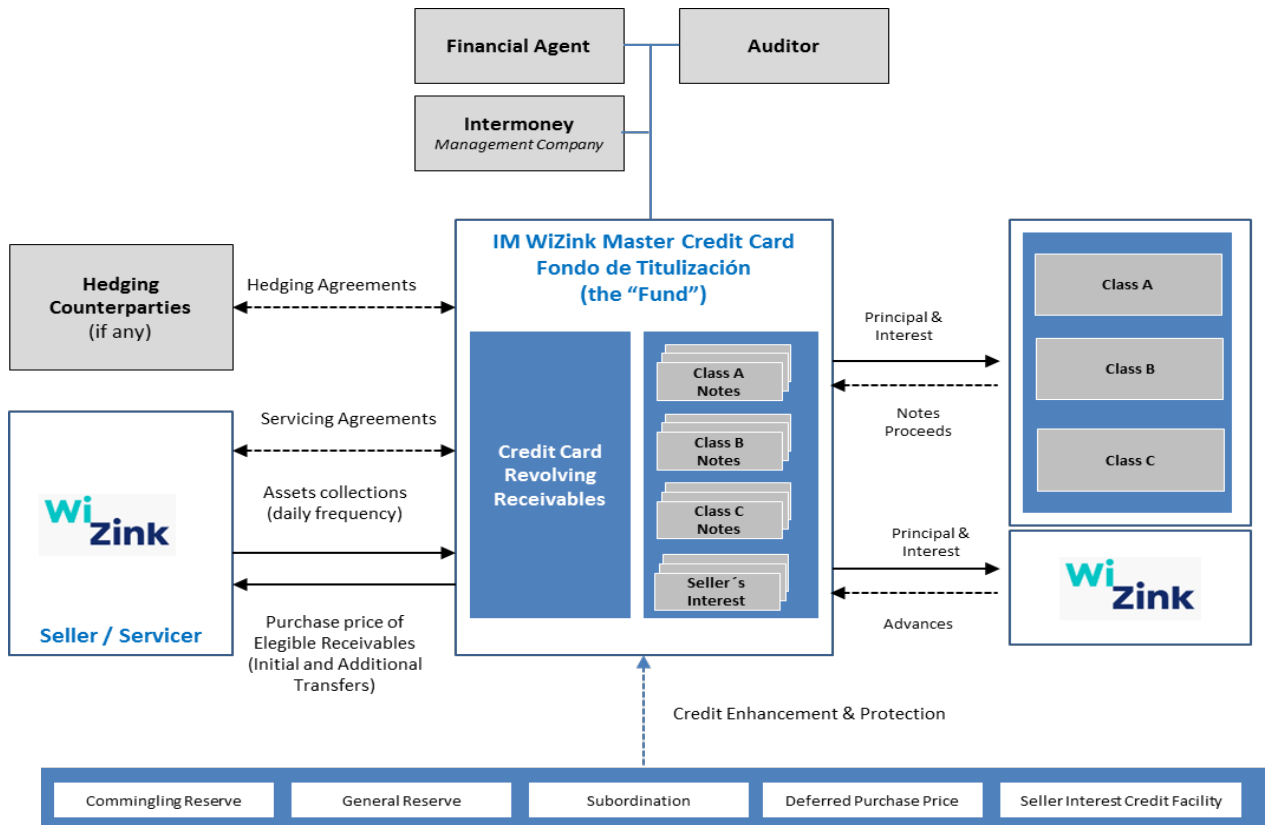 Financial Agent
Auditor
Intermoney
Management Company
Hedging
Counterparties
(if any)
Hedging Agreements
IM WiZink Master Credit Card
Fondo de Titulización
(the “Fund”)
Servicing Agreements
Assets collections
(daily frequency)
Wi
Zink
Seller / Servicer
Purchase price of
Elegible Receivables
(Initial and Additional
Transfers)
Credit Card
Revolving
Receivables
Class A
Notes
Class B
Notes
Class C
Notes
Seller´s
Interest
Principal &
Interest
Notes
Proceeds
Class A
Class B
Class C
Principal &
Interest
Advances
Wi
Zink
Credit Enhancement & Protection
Commingling Reserve
General Reserve
Subordination
Deferred Purchase Price
Seller Interest Credit Facility